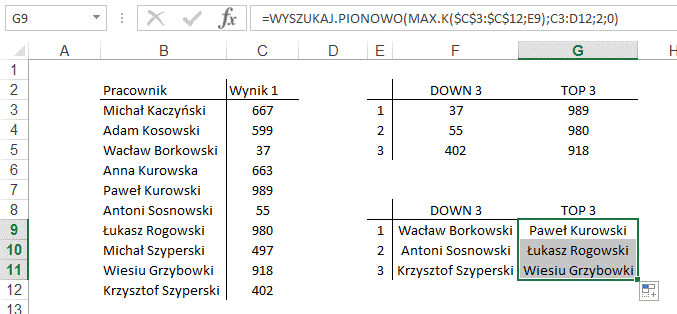 G9 fx =WYSZUKAJ.PIONOWO(MAX.K($C$3:$C$12;E9);C3:D12;2;0)
A B C D E F G H
1
2 Pracownik Wynik 1 DOWN 3 TOP 3
3 Michał Kaczyński 667 1 37 989
4 Adam Kosowski 599 2 55 980
5 Wacław Borkowski 37 3 402 918
6 Anna Kurowska 663
7 Paweł Kurowski 989
8 Antoni Sosnowski 55 DOWN 3 TOP 3
9 Łukasz Rogowski 980 1 Wacław Borkowski Paweł Kurowski
10 Michał Szyperski 497 2 Antoni Sosnowski Łukasz Rogowski
11 Wiesiu Grzybowki 918 3 Krzysztof Szyperski Wiesiu Grzybowki
12 Krzysztof Szyperski 402
13